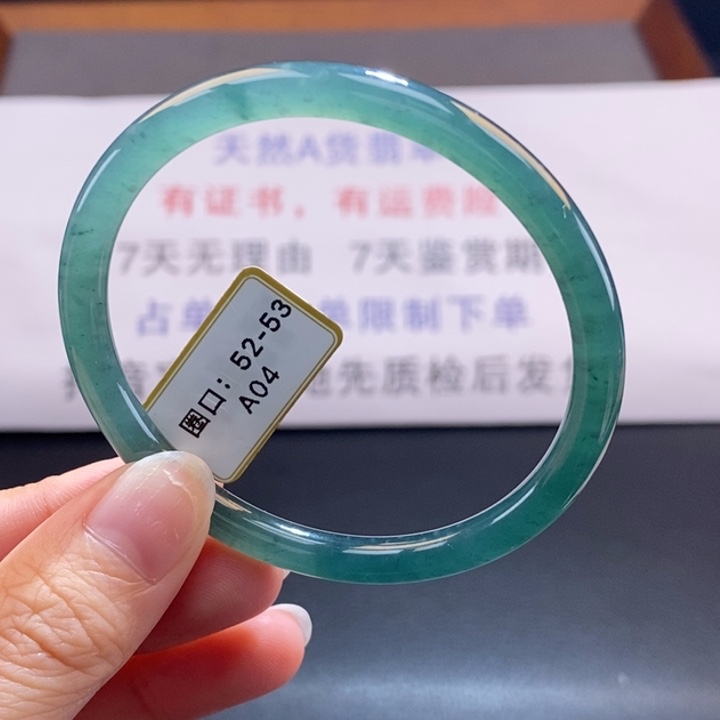 天然A货翡翠
有证书，有运费险
7天无理由 7天鉴赏期
占单 单限制下单
先质检后发货
圈口：52-53
A04